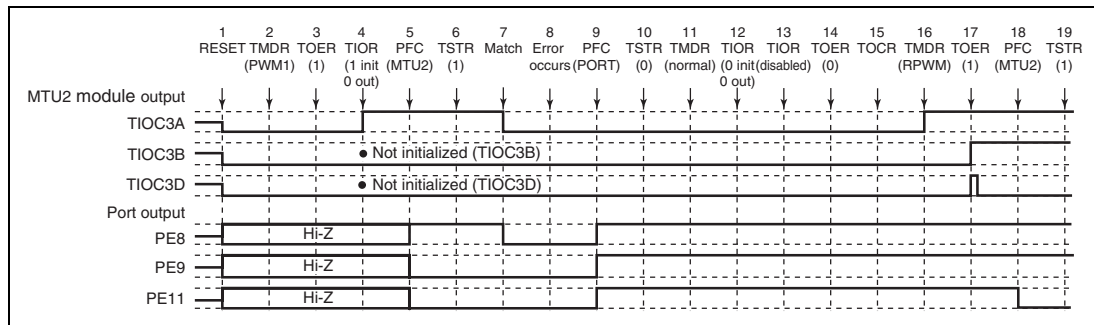 1 2 3 4 5 6 7 8 9 10 11 12 13 14 15 16 17 18 19
RESET TMDR TOER TIOR PFC TSTR Match Error PFC TSTR TMDR TIOR TIOR TOER TOCR TMDR TOER PFC TSTR
(PWM1) (1) (1 init (MTU2) (1) occurs (PORT) (0) (normal) (0 init (disabled) (0) (RPWM) (1) (MTU2) (1)
0 out) 0 out)
MTU2 module output
TIOC3A
TIOC3B • Not initialized (TIOC3B)
TIOC3D • Not initialized (TIOC3D)
Port output
PE8 Hi-Z
PE9 Hi-Z
PE11 Hi-Z